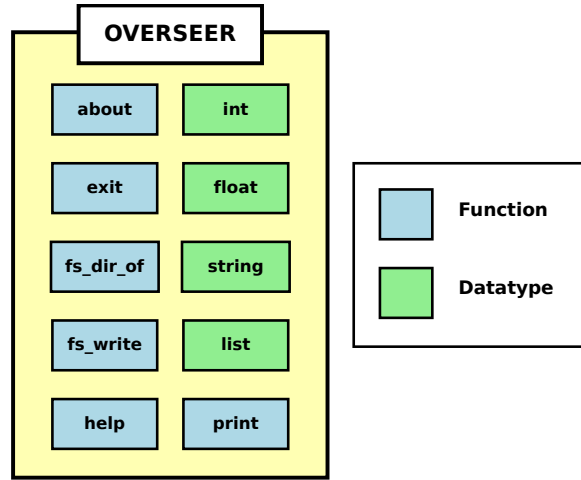 OVERSEER
about
int
exit
float
fs_dir_of
string
fs_write
list
help
print
Function
Datatype